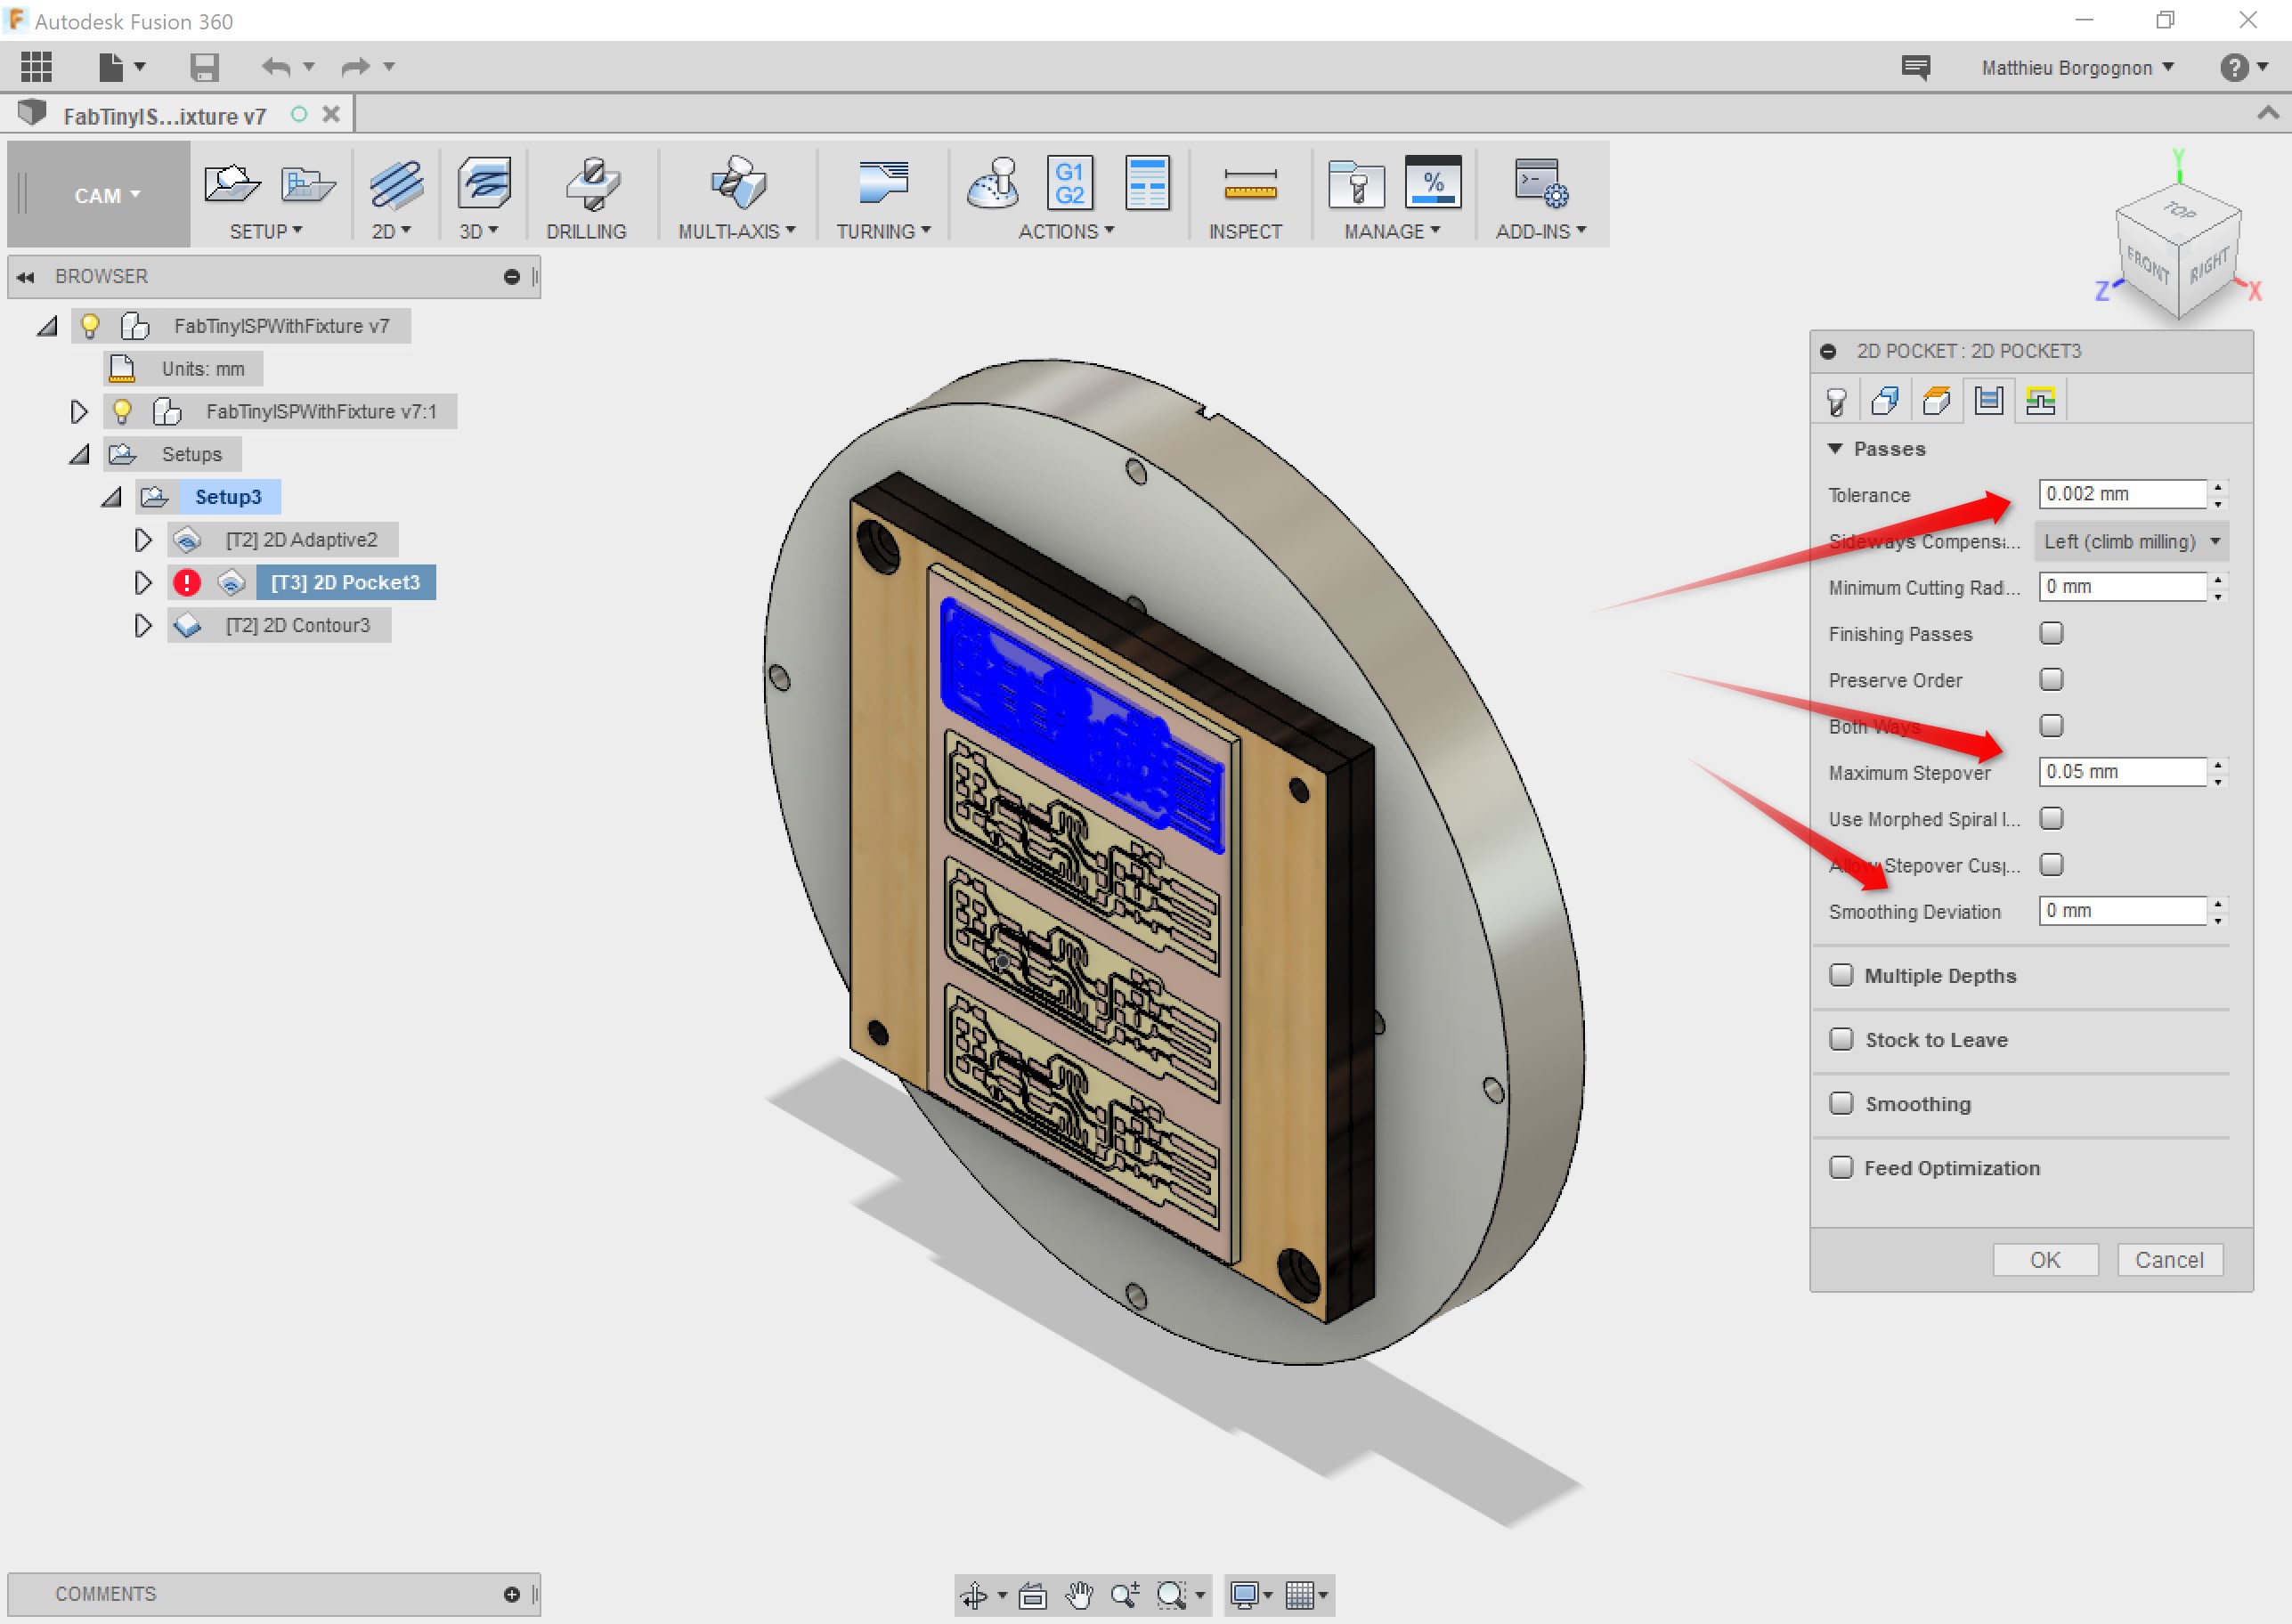 Autodesk Fusion 360
Matthieu Borgognon
FabTinyIS...ixture v7
CAM
G1
G2
%
SETUP
2D
3D
DRILLING
MULTI-AXIS
TURNING
ACTIONS
INSPECT
MANAGE
ADD-INS
BROWSER
FabTinyISPWithFixture v7
Units: mm
FabTinyISPWithFixture v7:1
Setups
Setup3
[T2] 2D Adaptive2
[T3] 2D Pocket3
[T2] 2D Contour3
Y
TOP
FRONT
RIGHT
Z
X
2D POCKET : 2D POCKET3
Passes
Tolerance 0.002 mm
Sideways Compensa... Left (climb milling)
Minimum Cutting Rad... 0 mm
Finishing Passes
Preserve Order
Both Ways
Maximum Stepover 0.05 mm
Use Morphed Spiral I...
Allow Stepover Cusp...
Smoothing Deviation 0 mm
Multiple Depths
Stock to Leave
Smoothing
Feed Optimization
OK Cancel
COMMENTS